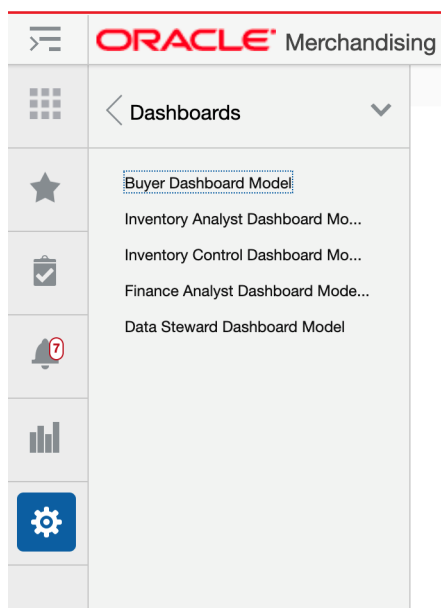 ORACLE® Merchandising
Dashboards
Buyer Dashboard Model
Inventory Analyst Dashboard Mo...
Inventory Control Dashboard Mo...
Finance Analyst Dashboard Mode...
Data Steward Dashboard Model
7